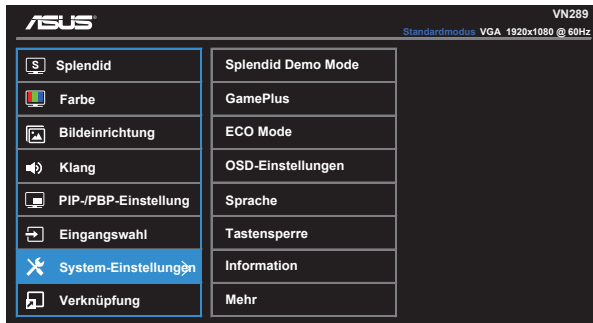 ASUS
VN289
Standardmodus VGA 1920x1080 @ 60Hz
S Splendid
Farbe
Bildeinrichtung
Klang
PIP-/PBP-Einstellung
Eingangswahl
System-Einstellungen
Verknüpfung
Splendid Demo Mode
GamePlus
ECO Mode
OSD-Einstellungen
Sprache
Tastensperre
Information
Mehr